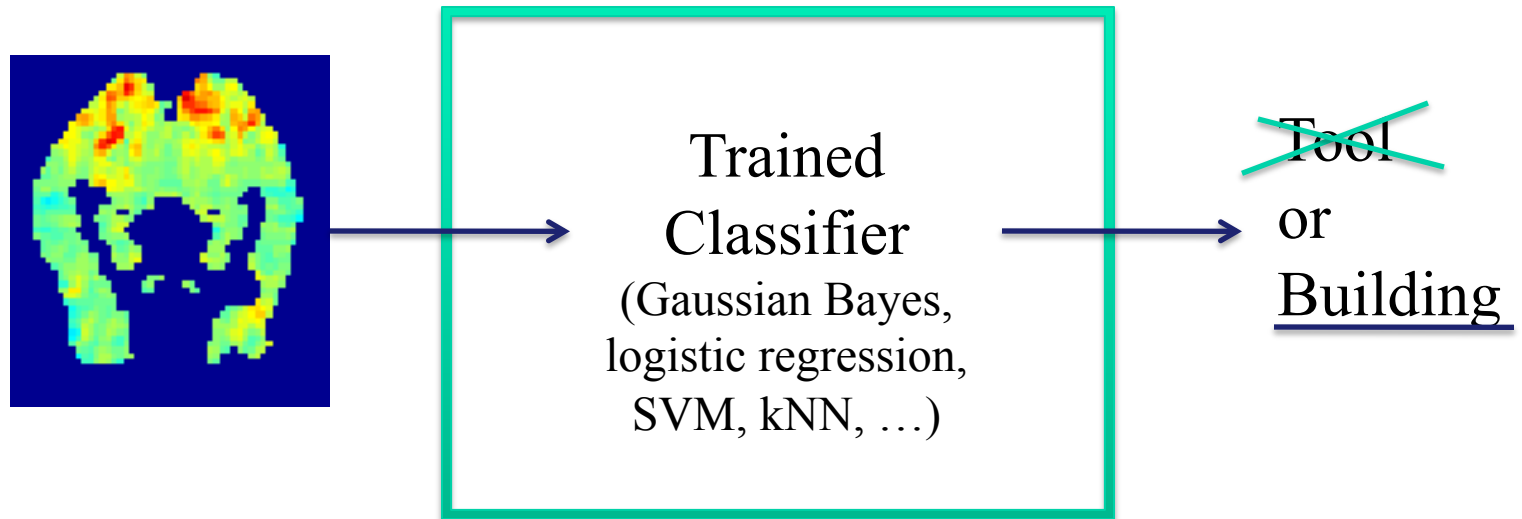 Trained
Classifier
(Gaussian Bayes,
logistic regression,
SVM, kNN, …)
Tool
or
Building